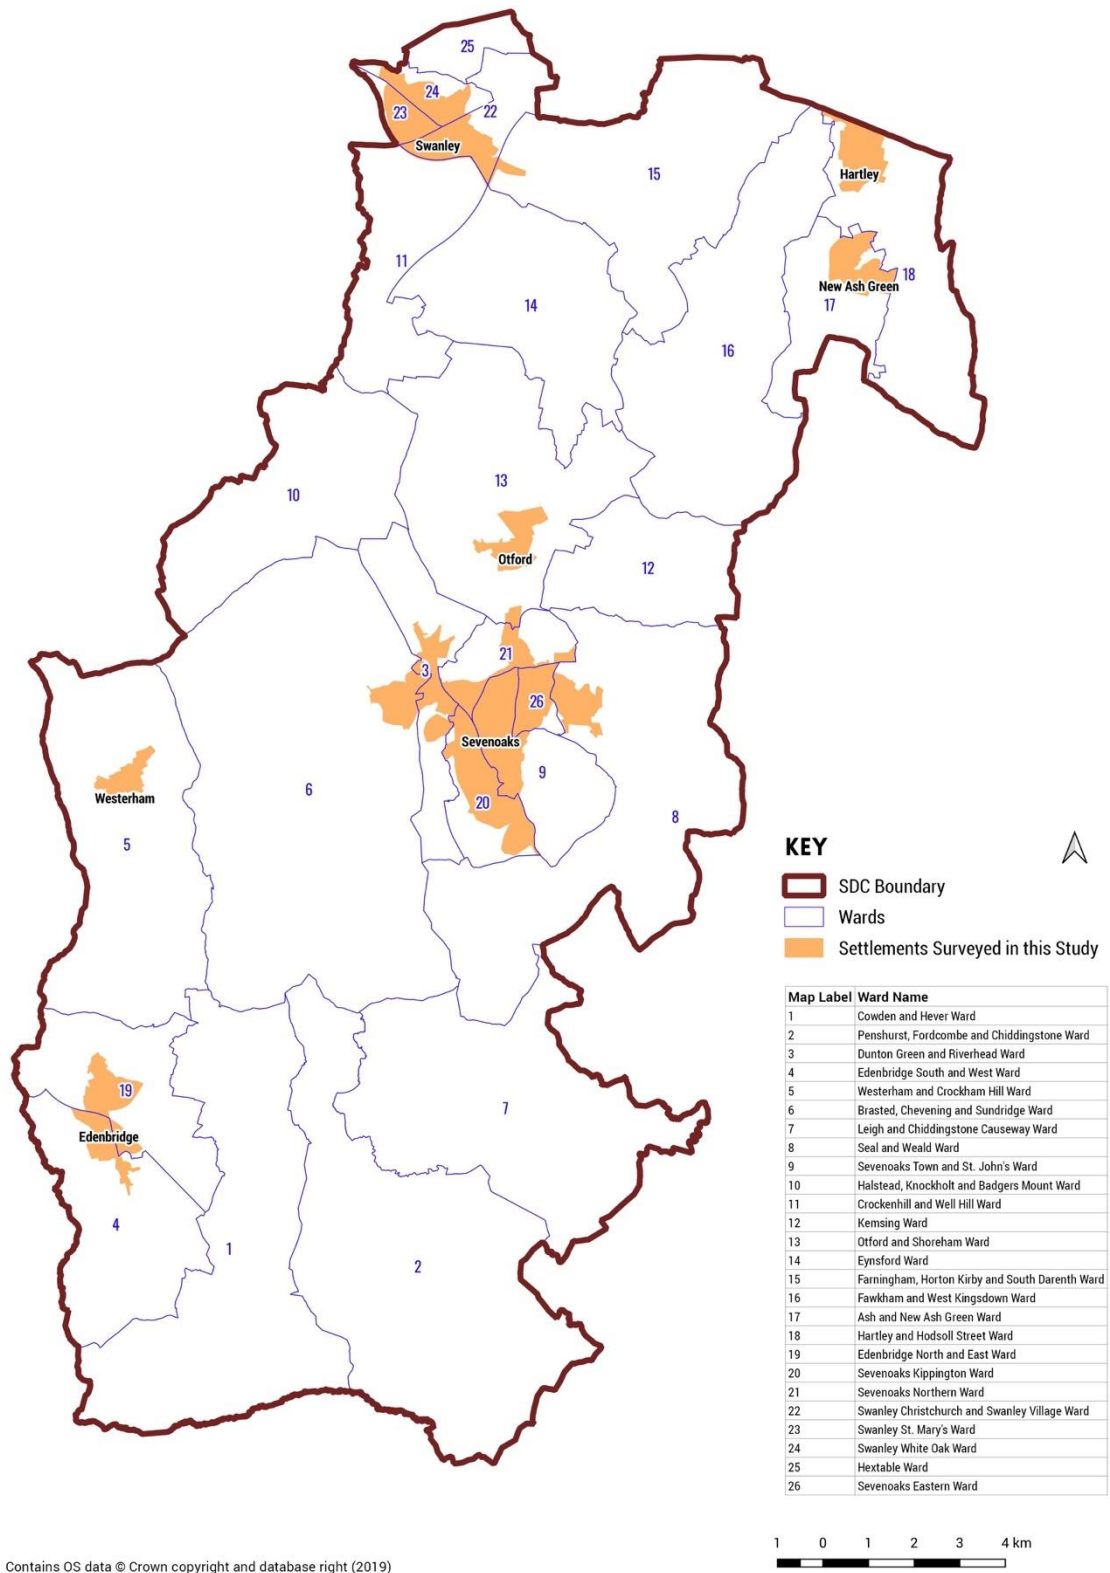 25
24
23
22
Swanley
15
Hartley
11
18
New Ash Green
14
17
16
13
10
Otford
12
21
3
26
Sevenoaks
9
6
20
Westerham
8
5
19
7
Edenbridge
4
1
2
KEY
SDC Boundary
Wards
Settlements Surveyed in this Study
Map Label Ward Name
1 Cowden and Hever Ward
2 Penshurst, Fordcombe and Chiddingstone Ward
3 Dunton Green and Riverhead Ward
4 Edenbridge South and West Ward
5 Westerham and Crockham Hill Ward
6 Brasted, Chevening and Sundridge Ward
7 Leigh and Chiddingstone Causeway Ward
8 Seal and Weald Ward
9 Sevenoaks Town and St. John's Ward
10 Halstead, Knockholt and Badgers Mount Ward
11 Crockenhill and Well Hill Ward
12 Kemsing Ward
13 Otford and Shoreham Ward
14 Eynsford Ward
15 Farningham, Horton Kirby and South Darenth Ward
16 Fawkham and West Kingsdown Ward
17 Ash and New Ash Green Ward
18 Hartley and Hodsoll Street Ward
19 Edenbridge North and East Ward
20 Sevenoaks Kippington Ward
21 Sevenoaks Northern Ward
22 Swanley Christchurch and Swanley Village Ward
23 Swanley St. Mary's Ward
24 Swanley White Oak Ward
25 Hextable Ward
26 Sevenoaks Eastern Ward
1 0 1 2 3 4 km
Contains OS data © Crown copyright and database right (2019)